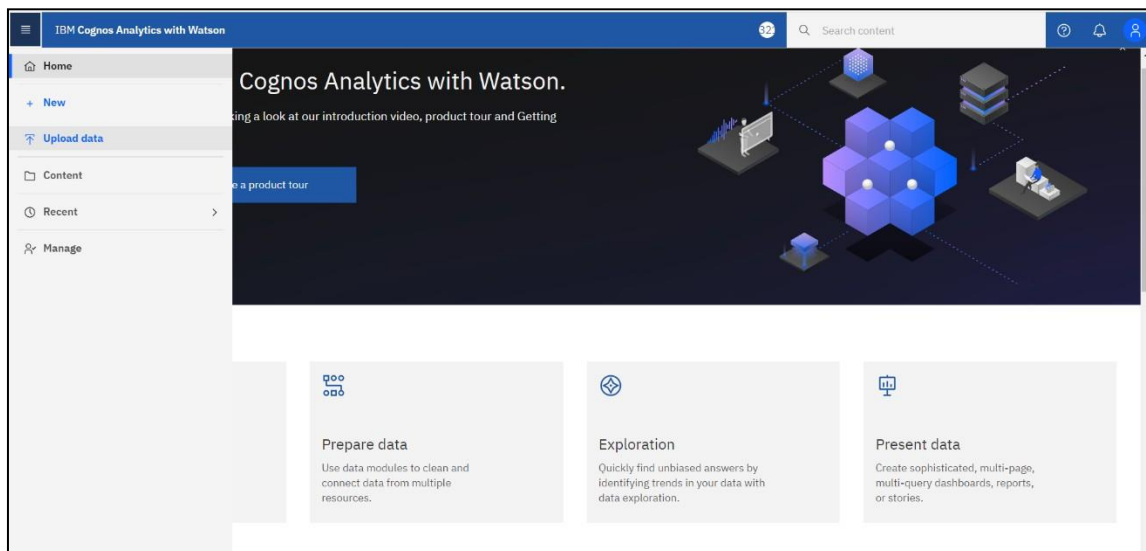 IBM Cognos Analytics with Watson
Search content
Home
New
Upload data
Content
Recent
Manage
Cognos Analytics with Watson.
king a look at our introduction video, product tour and Getting
e a product tour
Prepare data
Use data modules to clean and
connect data from multiple
resources.
Exploration
Quickly find unbiased answers by
identifying trends in your data with
data exploration.
Present data
Create sophisticated, multi-page,
multi-query dashboards, reports,
or stories.